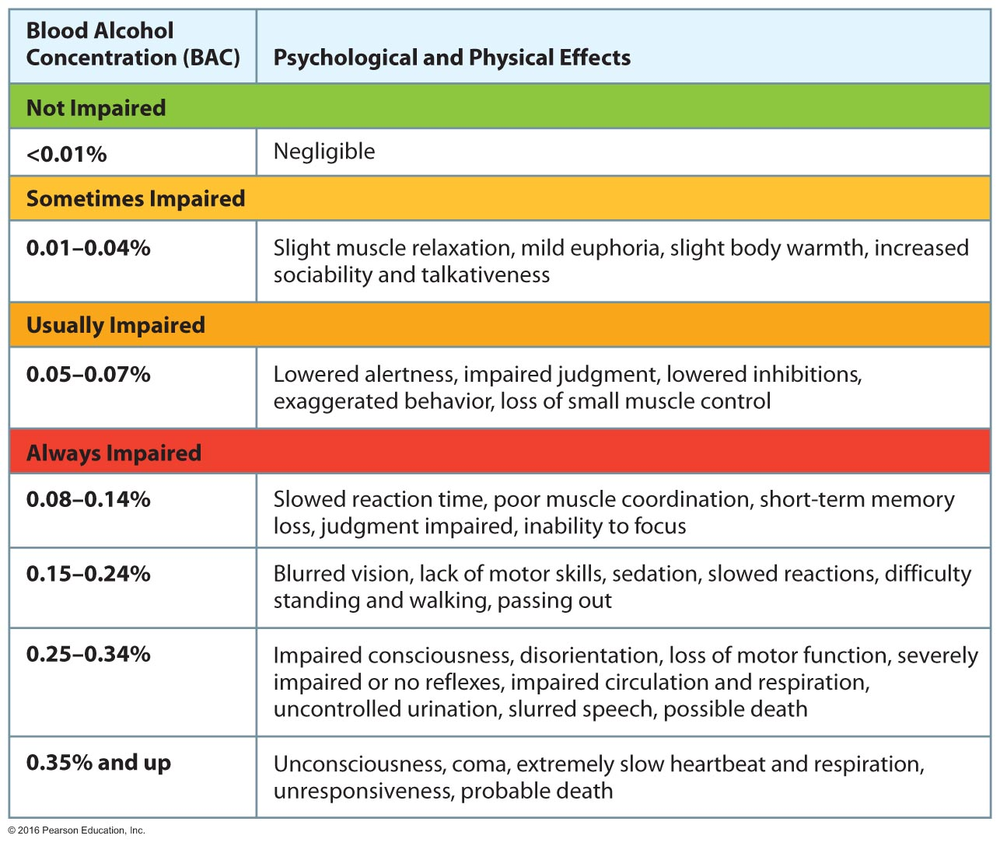 Blood Alcohol
Concentration (BAC)
Psychological and Physical Effects
Not Impaired
<0.01%
Negligible
Sometimes Impaired
0.01–0.04%
Slight muscle relaxation, mild euphoria, slight body warmth, increased
sociability and talkativeness
Usually Impaired
0.05–0.07%
Lowered alertness, impaired judgment, lowered inhibitions,
exaggerated behavior, loss of small muscle control
Always Impaired
0.08–0.14%
Slowed reaction time, poor muscle coordination, short-term memory
loss, judgment impaired, inability to focus
0.15–0.24%
Blurred vision, lack of motor skills, sedation, slowed reactions, difficulty
standing and walking, passing out
0.25–0.34%
Impaired consciousness, disorientation, loss of motor function, severely
impaired or no reflexes, impaired circulation and respiration,
uncontrolled urination, slurred speech, possible death
0.35% and up
Unconsciousness, coma, extremely slow heartbeat and respiration,
unresponsiveness, probable death
© 2016 Pearson Education, Inc.